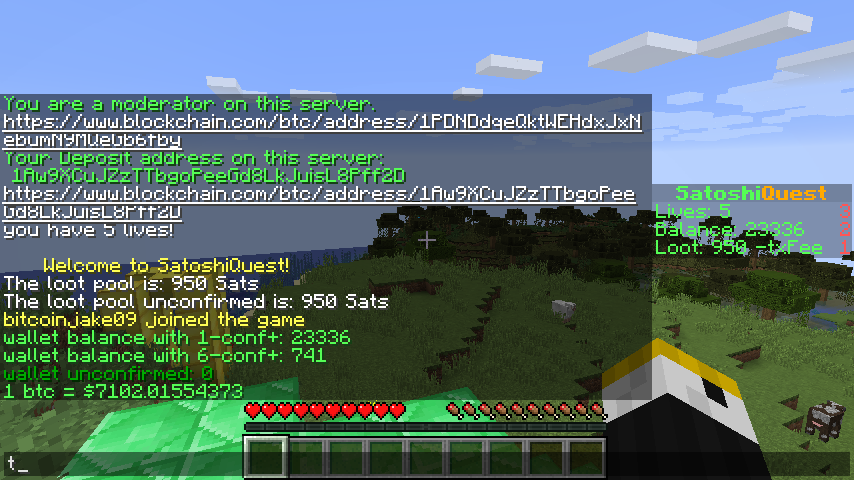 You are a moderator on this server.
https://www.blockchain.com/btc/address/1PDNDdqeQktWEHdxJxN
ebumN9MUeGb6fby
Your Deposit address on this server:
1Aw9XCuJZzTTbgoPeeGd8LkJuisL8Pff2D
https://www.blockchain.com/btc/address/1Aw9XCuJZzTTbgoPee
Gd8LkJuisL8Pff2D
you have 5 lives!
Welcome to SatoshiQuest!
The loot pool is: 950 Sats
The loot pool unconfirmed is: 950 Sats
bitcoinjake09 joined the game
wallet balance with 1-conf+: 23336
wallet balance with 6-conf+: 741
wallet unconfirmed: 0
1 btc = $7102.01554373
t_
SatoshiQuest
Lives: 5 3
Balance: 23336 2
Loot: 950 -txFee 1